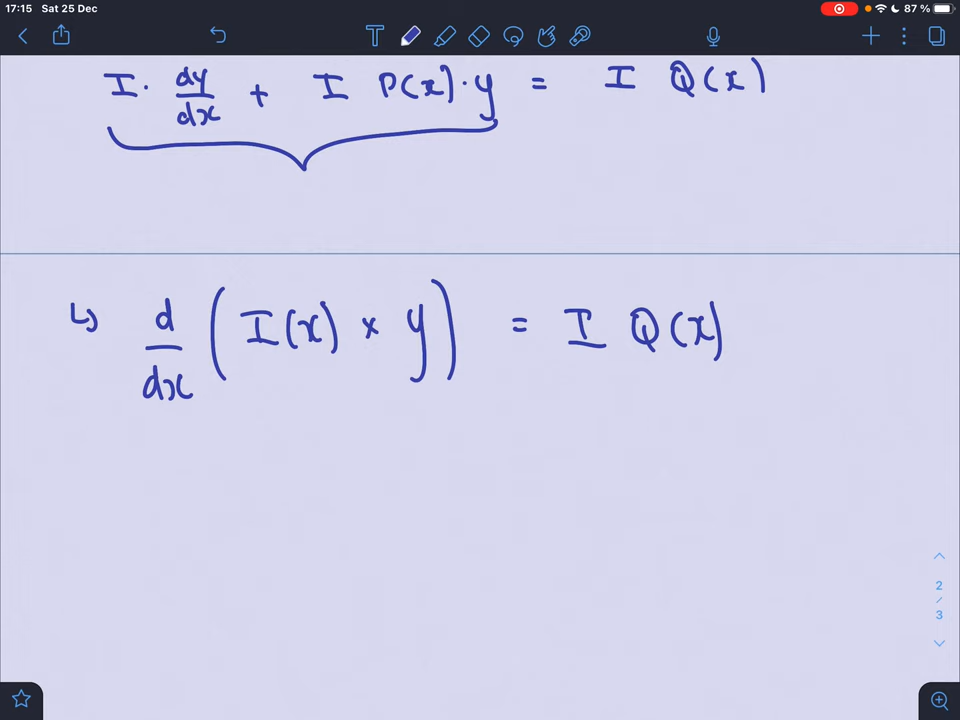 17:15 Sat 25 Dec 87 %
T
I · dy/dx + I P(x) · y = I Q(x)
↳ d/dx ( I(x) × y ) = I Q(x)
2
/
3